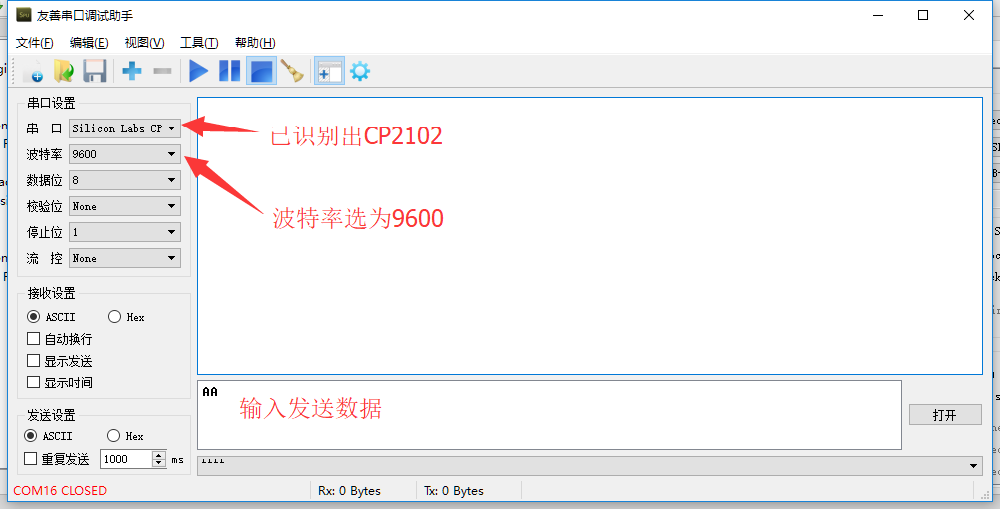 友善串口调试助手
文件(F) 编辑(E) 视图(V) 工具(T) 帮助(H)
串口设置
串 口 Silicon Labs CP
已识别出CP2102
波特率 9600
数据位 8
校验位 None
波特率选为9600
停止位 1
流 控 None
接收设置
ASCII Hex
自动换行
显示发送
显示时间
AA
输入发送数据
打开
发送设置
ASCII Hex
重复发送 1000 ms
COM16 CLOSED Rx: 0 Bytes Tx: 0 Bytes